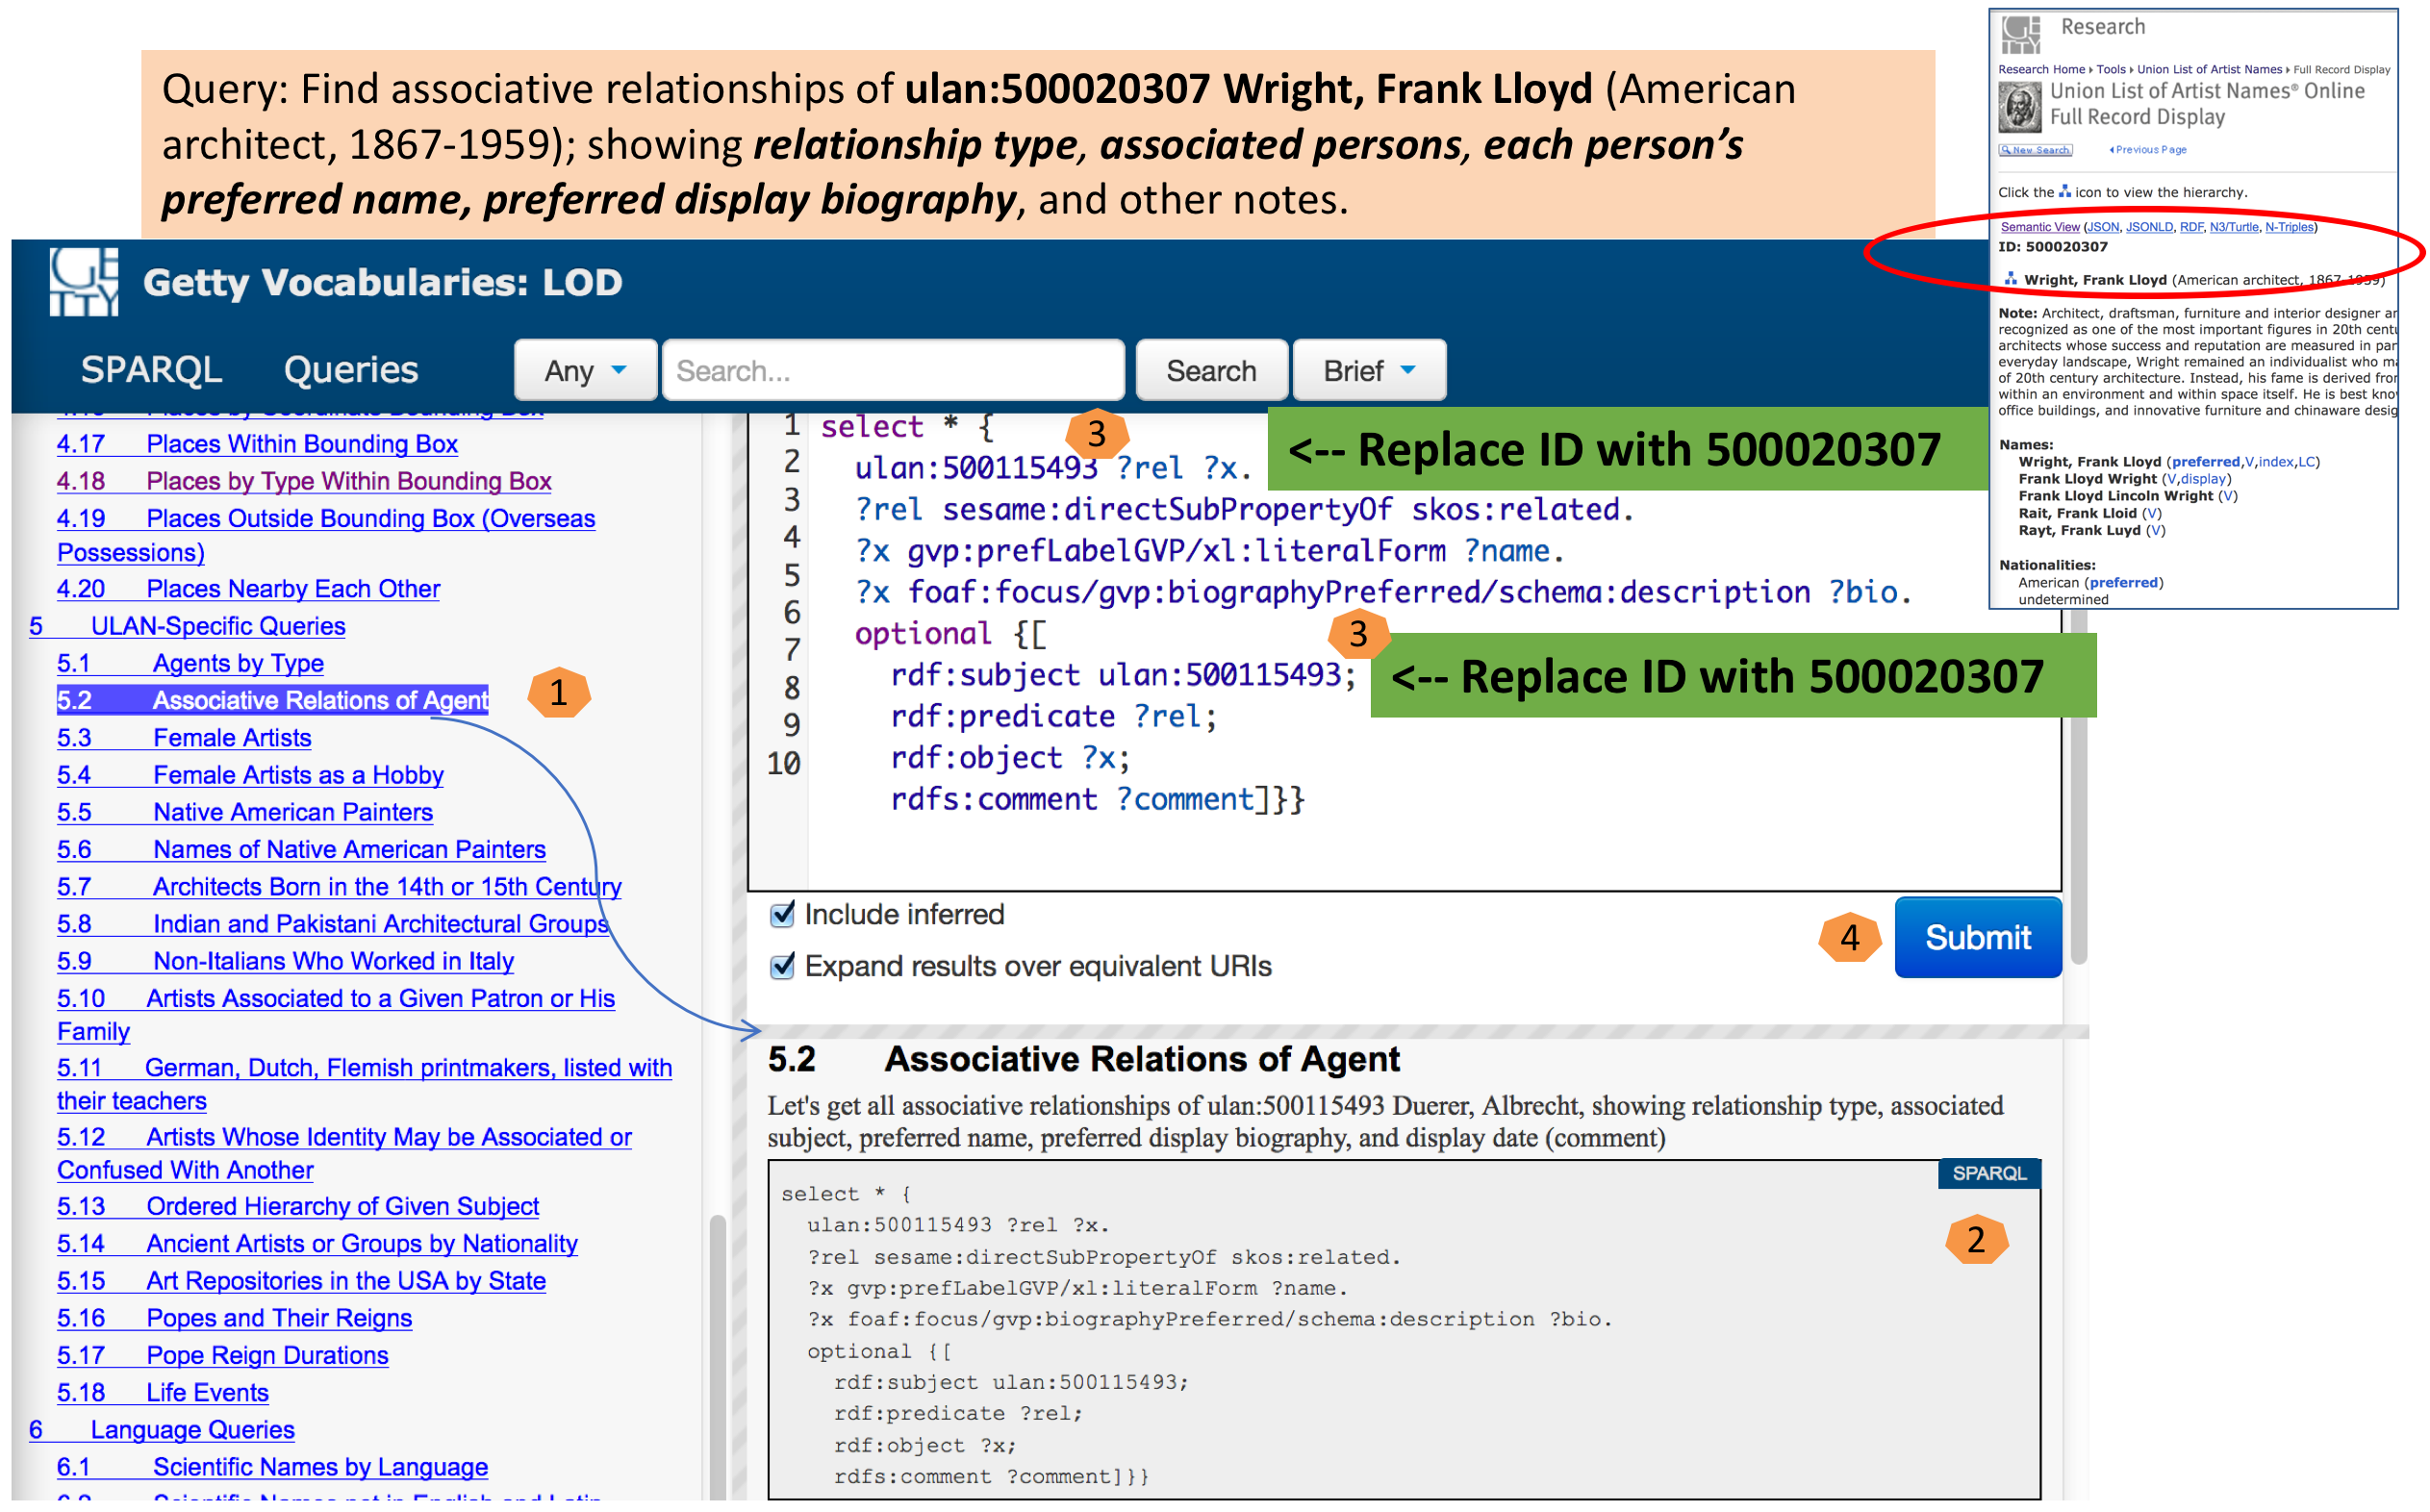 Query: Find associative relationships of ulan:500020307 Wright, Frank Lloyd (American
architect, 1867-1959); showing relationship type, associated persons, each person's
preferred name, preferred display biography, and other notes.
GETTY
Research
Research Home Tools Union List of Artist Names Full Record Display
Union List of Artist Names® Online
Full Record Display
New Search Previous Page
Click the icon to view the hierarchy.
Semantic View (JSON, JSONLD, RDF, N3/Turtle, N-Triples)
ID: 500020307
Wright, Frank Lloyd (American architect, 1867-1959)
Note: Architect, draftsman, furniture and interior designer
recognized as one of the most important figures in 20th
architects whose success and reputation are measured in
everyday landscape, Wright remained an individualist who
of 20th century architecture. Instead, his fame is derived
within an environment and within space itself. He is best
office buildings, and innovative furniture and chinaware
Names:
Wright, Frank Lloyd (preferred,V,index,LC)
Frank Lloyd Wright (V,display)
Frank Lloyd Lincoln Wright (V)
Rait, Frank Lloid (V)
Rayt, Frank Luyd (V)
Nationalities:
American (preferred)
undetermined
GETTY
Getty Vocabularies: LOD
SPARQL Queries Any Search... Search Brief
4.17 Places Within Bounding Box
4.18 Places by Type Within Bounding Box
4.19 Places Outside Bounding Box (Overseas
Possessions)
4.20 Places Nearby Each Other
5 ULAN-Specific Queries
5.1 Agents by Type
5.2 Associative Relations of Agent
1
5.3 Female Artists
5.4 Female Artists as a Hobby
5.5 Native American Painters
5.6 Names of Native American Painters
5.7 Architects Born in the 14th or 15th Century
5.8 Indian and Pakistani Architectural Groups
5.9 Non-Italians Who Worked in Italy
5.10 Artists Associated to a Given Patron or His
Family
5.11 German, Dutch, Flemish printmakers, listed with
their teachers
5.12 Artists Whose Identity May be Associated or
Confused With Another
5.13 Ordered Hierarchy of Given Subject
5.14 Ancient Artists or Groups by Nationality
5.15 Art Repositories in the USA by State
5.16 Popes and Their Reigns
5.17 Pope Reign Durations
5.18 Life Events
6 Language Queries
6.1 Scientific Names by Language
1 select * {
3
2 ulan:500115493 ?rel ?x.
<-- Replace ID with 500020307
3 ?rel sesame:directSubPropertyOf skos:related.
4 ?x gvp:prefLabelGVP/xl:literalForm ?name.
5 ?x foaf:focus/gvp:biographyPreferred/schema:description ?bio.
6 optional {[
3
7 rdf:subject ulan:500115493;
<-- Replace ID with 500020307
8 rdf:predicate ?rel;
9 rdf:object ?x;
10 rdfs:comment ?comment]}}
Include inferred
Expand results over equivalent URIs
4
Submit
5.2 Associative Relations of Agent
Let's get all associative relationships of ulan:500115493 Duerer, Albrecht, showing relationship type, associated
subject, preferred name, preferred display biography, and display date (comment)
SPARQL
2
select * {
ulan:500115493 ?rel ?x.
?rel sesame:directSubPropertyOf skos:related.
?x gvp:prefLabelGVP/xl:literalForm ?name.
?x foaf:focus/gvp:biographyPreferred/schema:description ?bio.
optional {[
rdf:subject ulan:500115493;
rdf:predicate ?rel;
rdf:object ?x;
rdfs:comment ?comment]}}